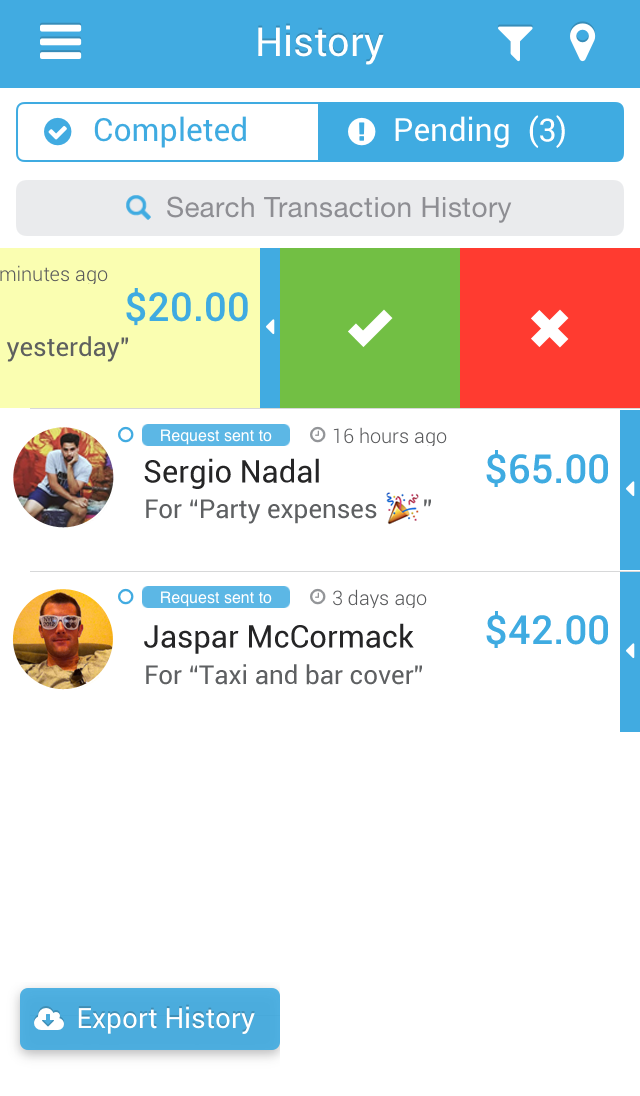 History
Completed
Pending (3)
Search Transaction History
minutes ago
$20.00
yesterday”
Request sent to
16 hours ago
Sergio Nadal
$65.00
For “Party expenses 🎉”
Request sent to
3 days ago
Jaspar McCormack
$42.00
For “Taxi and bar cover”
Export History